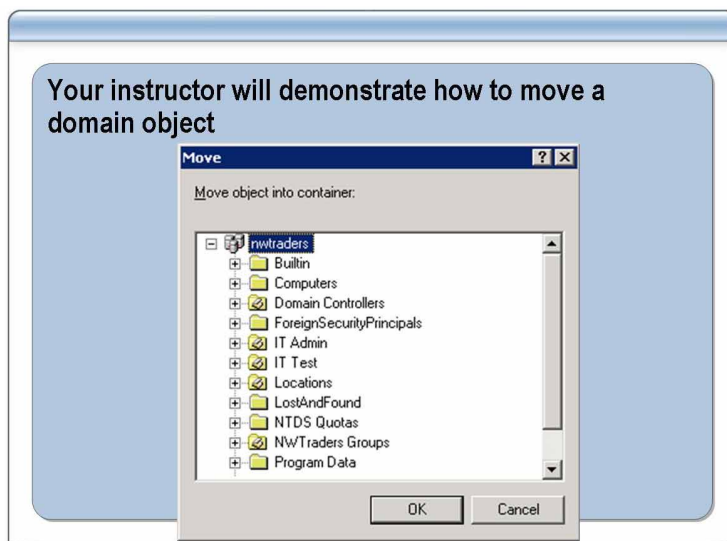 Your instructor will demonstrate how to move a
domain object
Move
Move object into container:
nwtraders
Builtin
Computers
Domain Controllers
ForeignSecurityPrincipals
IT Admin
IT Test
Locations
LostAndFound
NTDS Quotas
NWTraders Groups
Program Data
OK Cancel